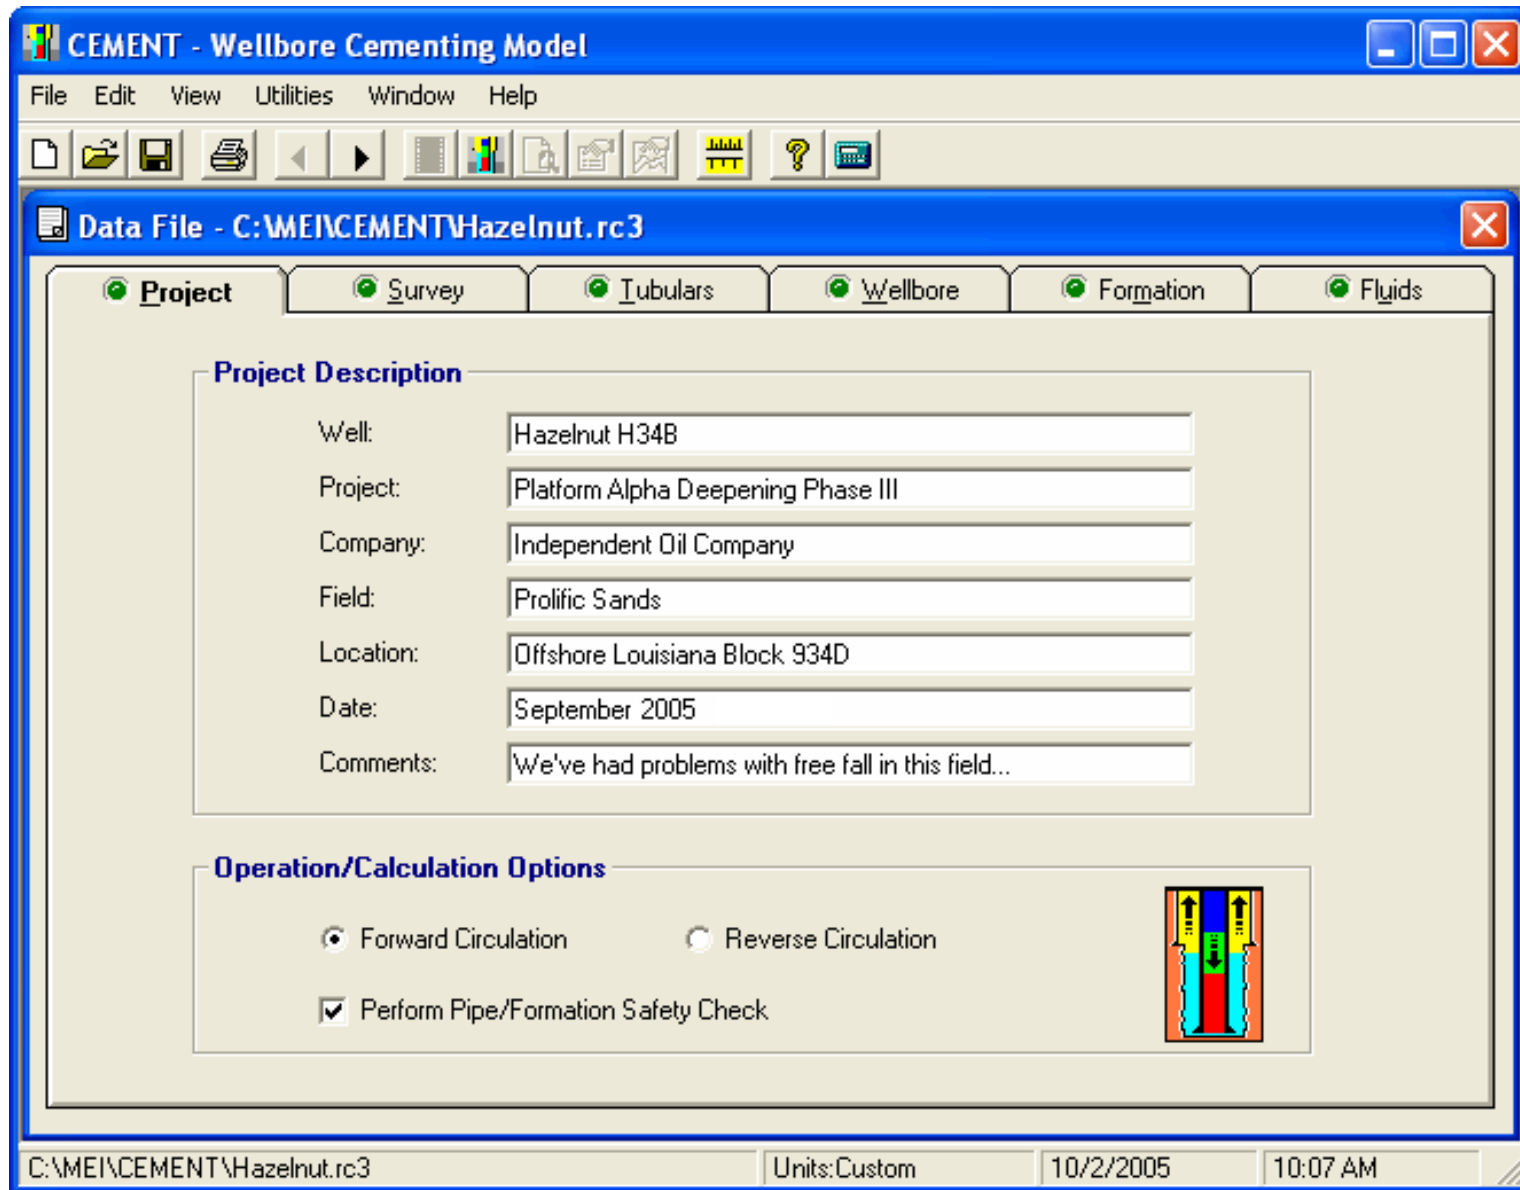 CEMENT - Wellbore Cementing Model
File Edit View Utilities Window Help
Data File - C:\MEI\CEMENT\Hazelnut.rc3
Project Survey Tubulars Wellbore Formation Fluids
Project Description
Well: Hazelnut H34B
Project: Platform Alpha Deepening Phase III
Company: Independent Oil Company
Field: Prolific Sands
Location: Offshore Louisiana Block 934D
Date: September 2005
Comments: We've had problems with free fall in this field...
Operation/Calculation Options
Forward Circulation Reverse Circulation
Perform Pipe/Formation Safety Check
C:\MEI\CEMENT\Hazelnut.rc3 Units:Custom 10/2/2005 10:07 AM